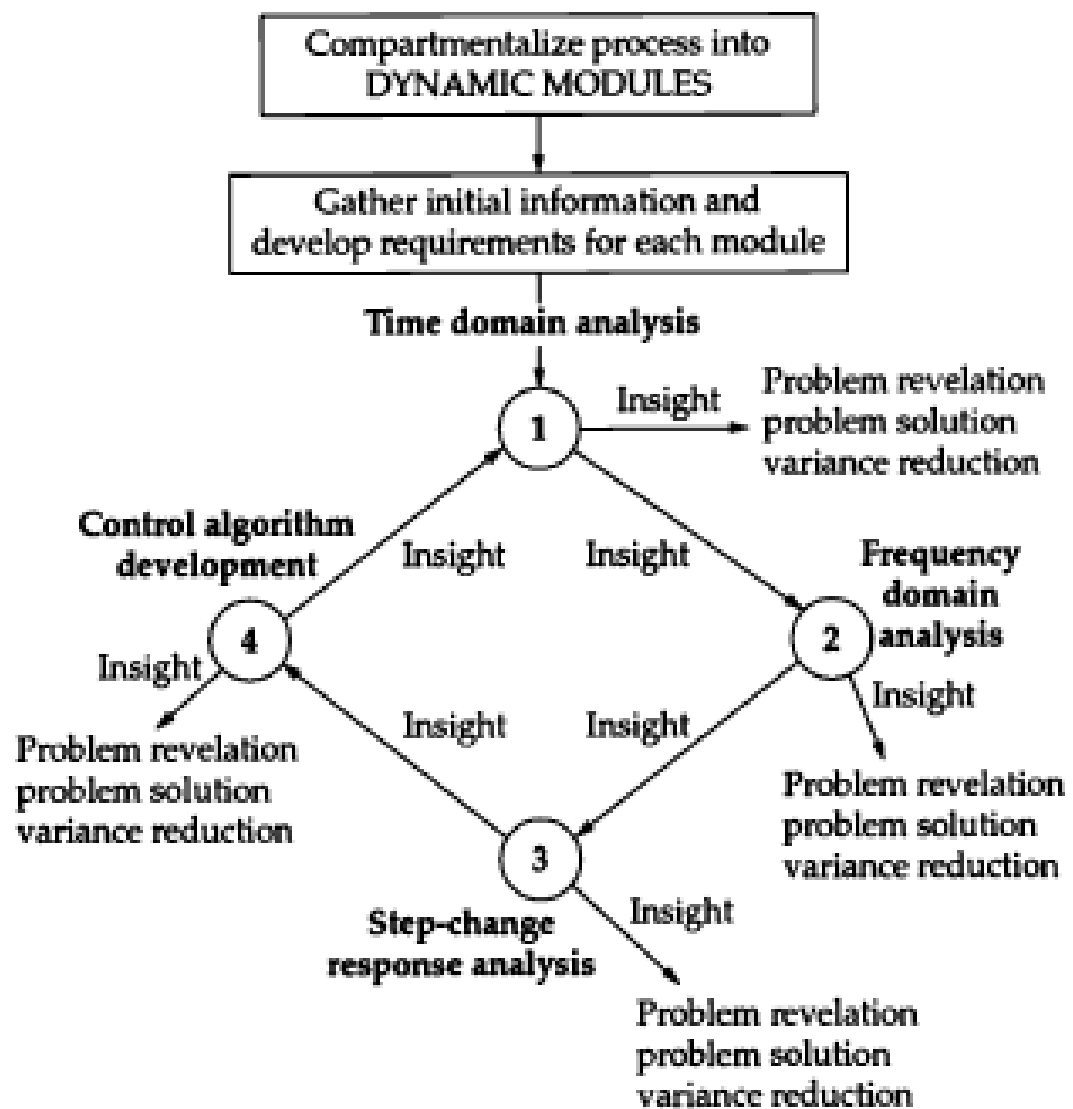 Compartmentalize process into
DYNAMIC MODULES
Gather initial information and
develop requirements for each module
Time domain analysis
1
Insight
Problem revelation
problem solution
variance reduction
Control algorithm
development
Insight
Insight
Frequency
domain
analysis
4
2
Insight
Insight
Problem revelation
problem solution
variance reduction
Insight
Insight
Problem revelation
problem solution
variance reduction
3
Step-change
response analysis
Insight
Problem revelation
problem solution
variance reduction